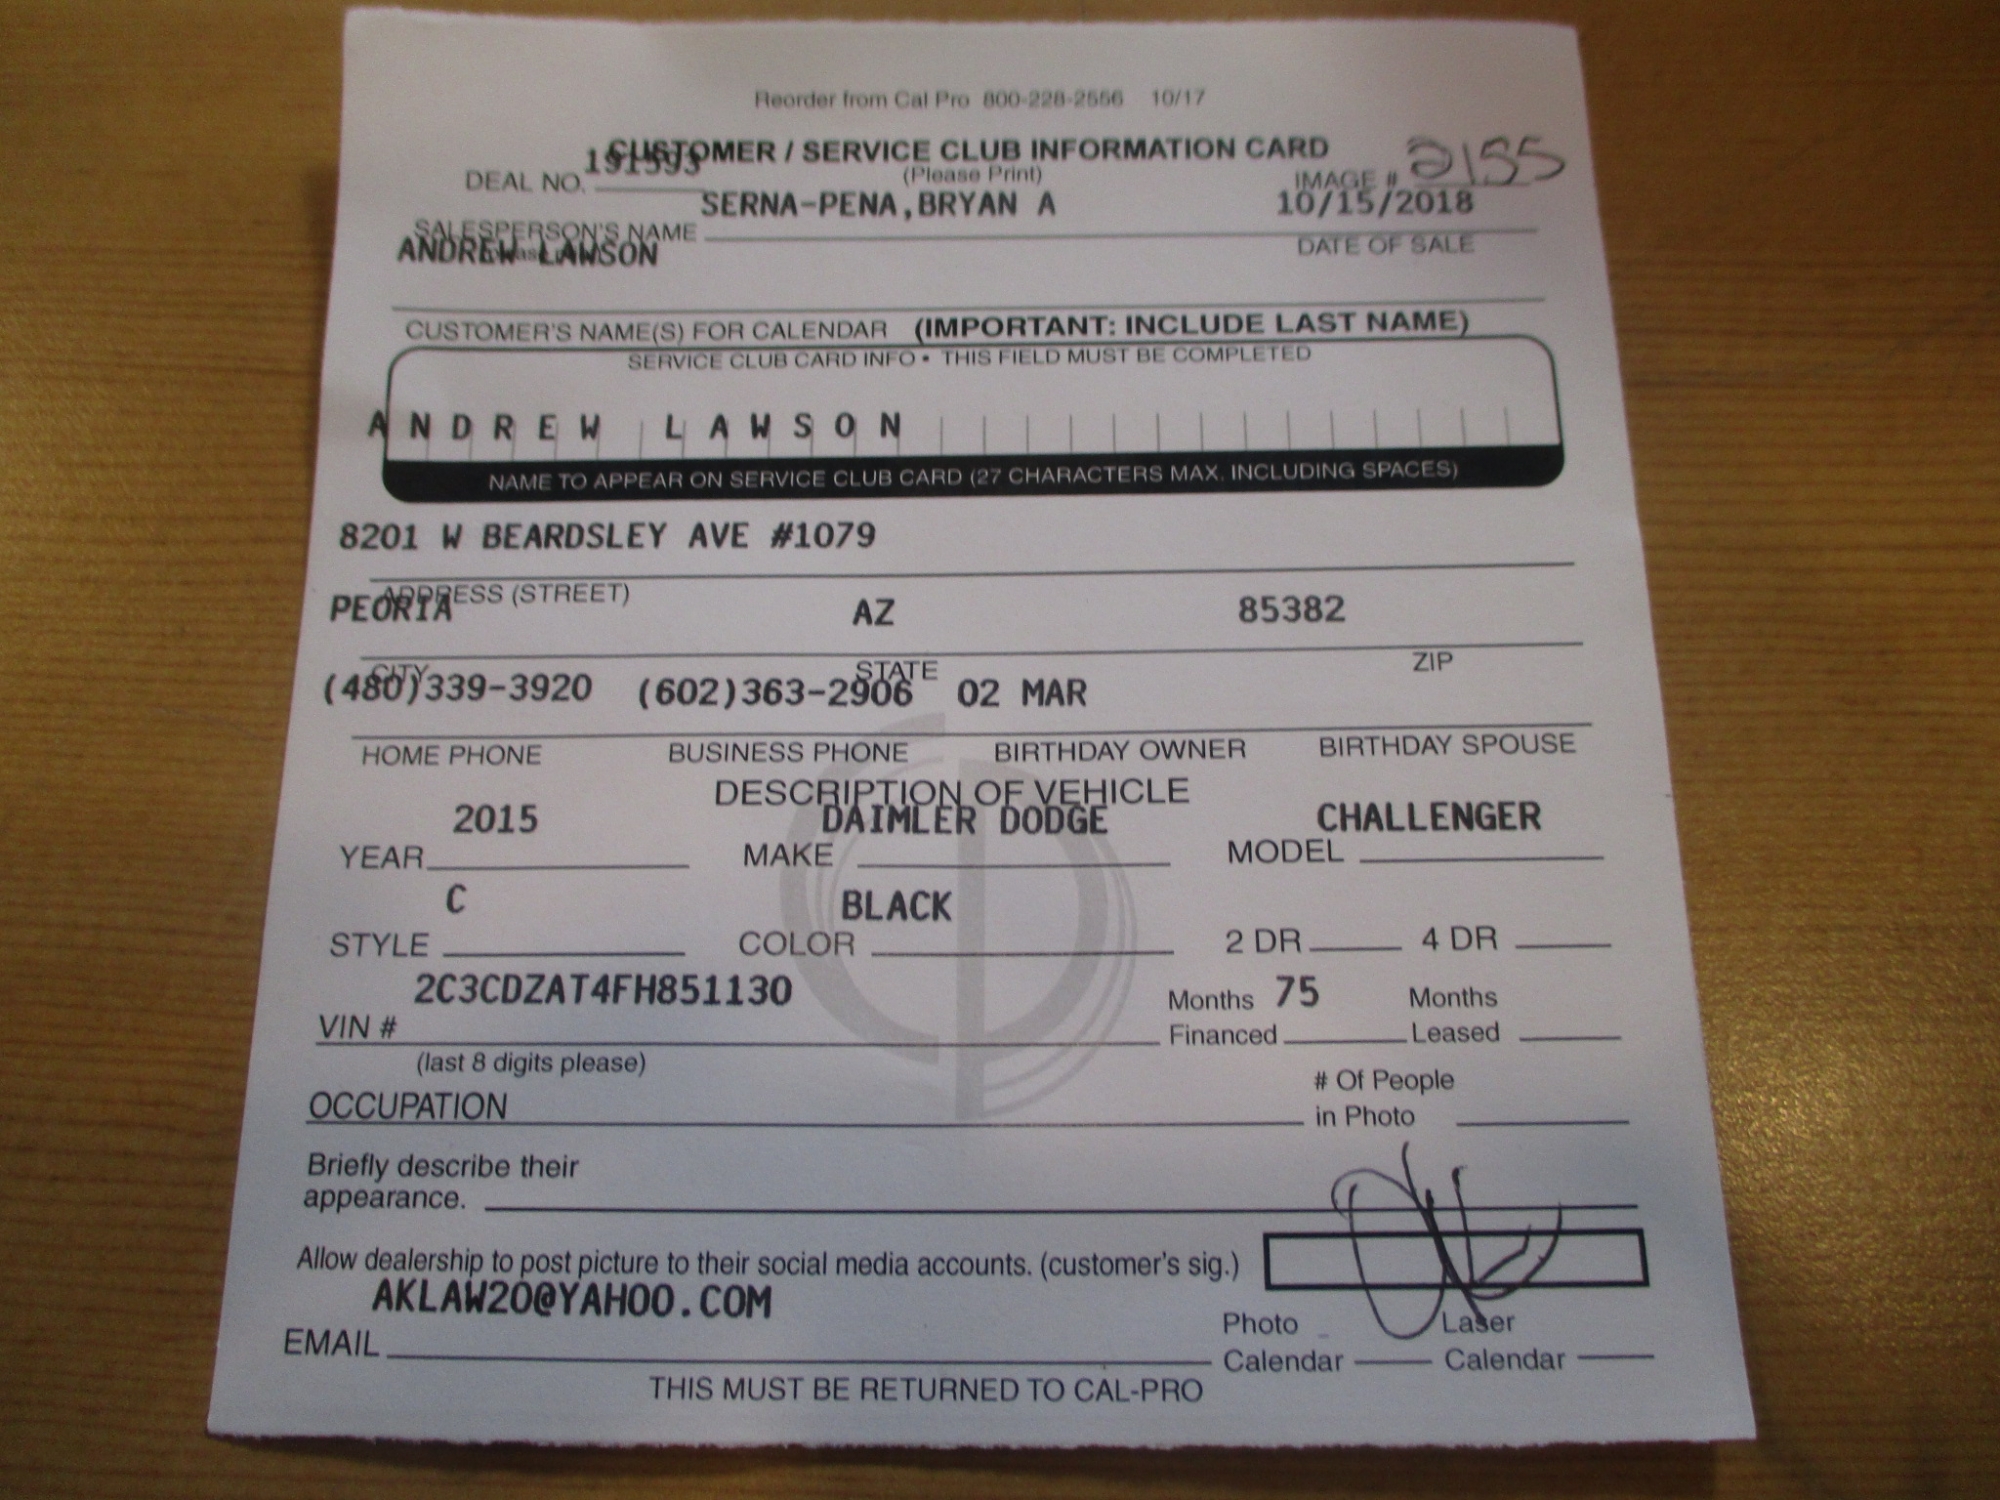 Reorder from Cal Pro 800-228-2556 10/17
CUSTOMER / SERVICE CLUB INFORMATION CARD
(Please Print)
DEAL NO. 191593
IMAGE # 2155
SERNA-PENA,BRYAN A 10/15/2018
SALESPERSON'S NAME DATE OF SALE
ANDREW LAWSON
CUSTOMER'S NAME(S) FOR CALENDAR (IMPORTANT: INCLUDE LAST NAME)
SERVICE CLUB CARD INFO • THIS FIELD MUST BE COMPLETED
ANDREW LAWSON
NAME TO APPEAR ON SERVICE CLUB CARD (27 CHARACTERS MAX. INCLUDING SPACES)
8201 W BEARDSLEY AVE #1079
ADDRESS (STREET)
PEORIA AZ 85382
CITY STATE ZIP
(480)339-3920 (602)363-2906 02 MAR
HOME PHONE BUSINESS PHONE BIRTHDAY OWNER BIRTHDAY SPOUSE
DESCRIPTION OF VEHICLE
2015 DAIMLER DODGE CHALLENGER
YEAR MAKE MODEL
C BLACK
STYLE COLOR 2 DR 4 DR
2C3CDZAT4FH851130 Months 75 Months
VIN # Financed Leased
(last 8 digits please)
# Of People
OCCUPATION in Photo
Briefly describe their
appearance.
Allow dealership to post picture to their social media accounts. (customer's sig.)
AKLAW20@YAHOO.COM
Photo Laser
EMAIL Calendar Calendar
THIS MUST BE RETURNED TO CAL-PRO